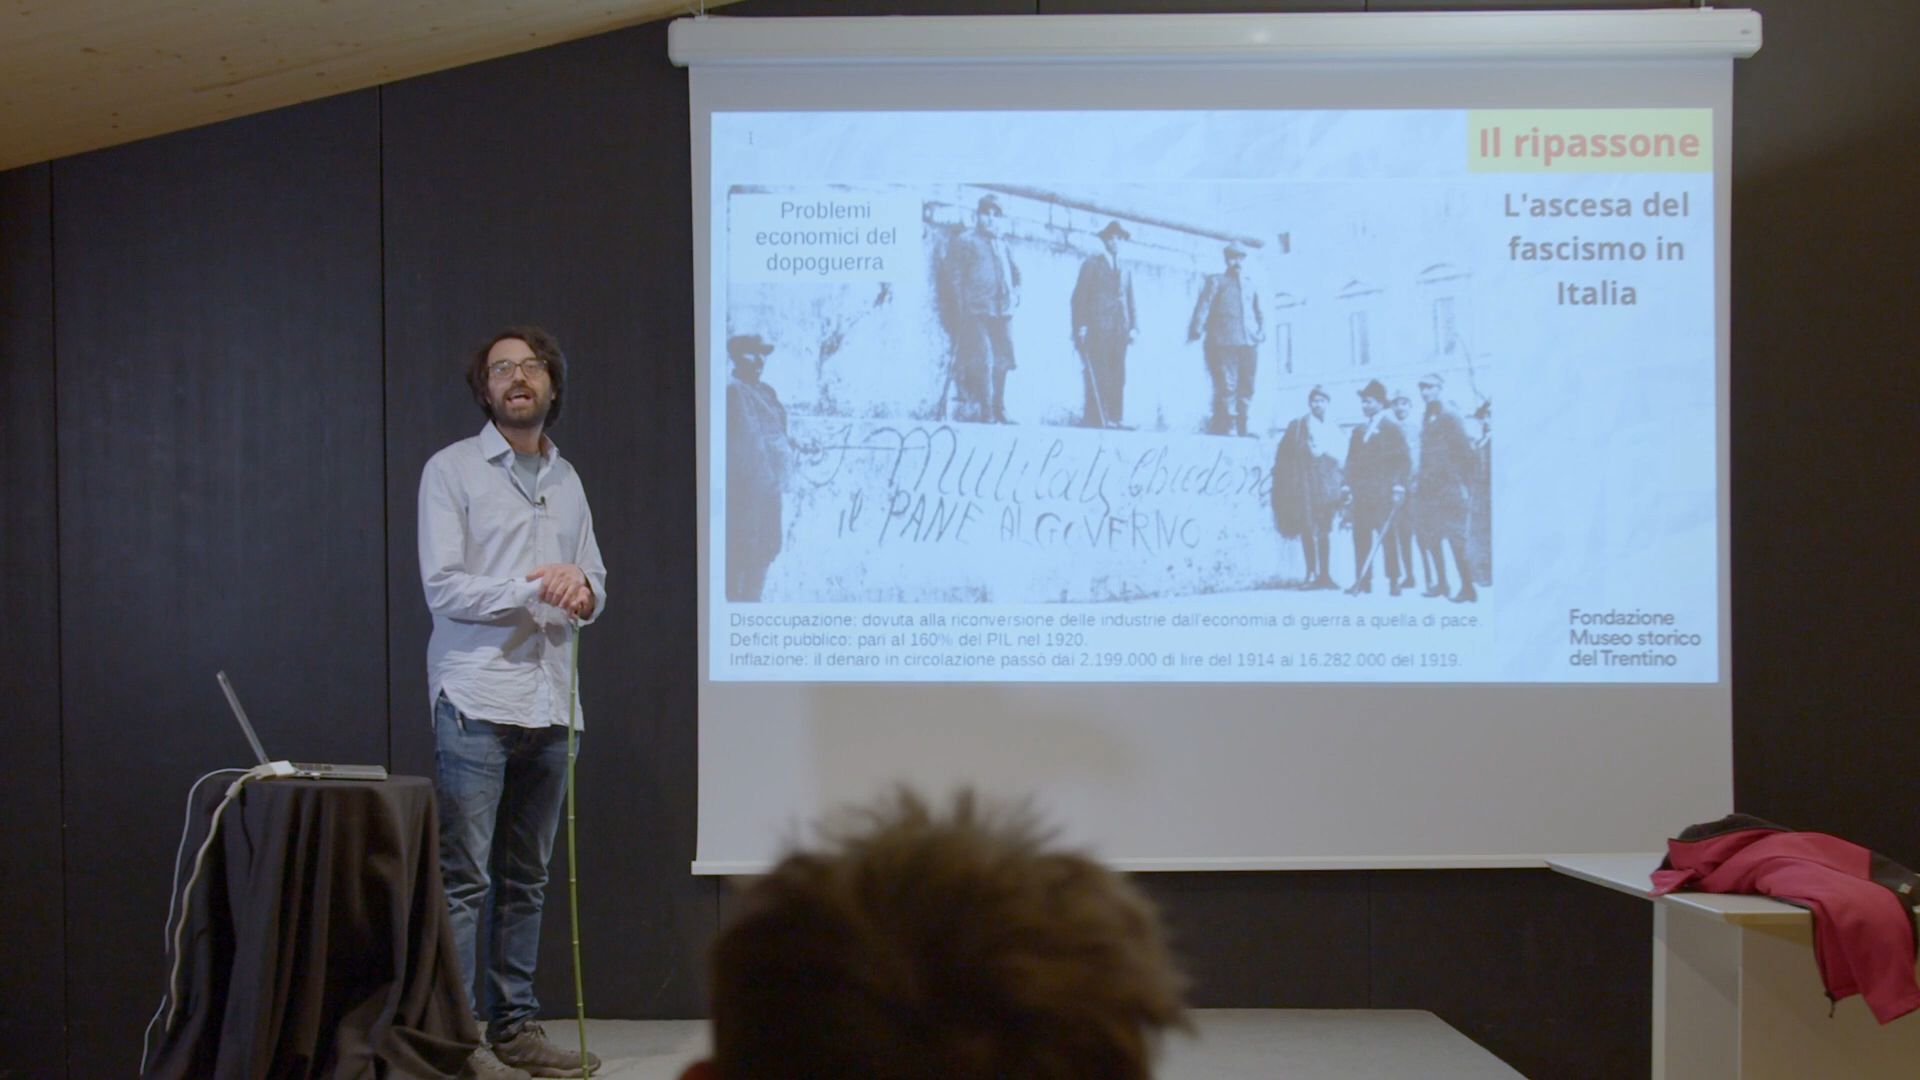 Il ripassone
L'ascesa del
fascismo in
Italia
Problemi
economici del
dopoguerra
I Mutilati Chiedono
il PANE Al GOVERNO
Disoccupazione: dovuta alla riconversione delle industrie dall'economia di guerra a quella di pace.
Deficit pubblico: pari al 160% del PIL nel 1920.
Inflazione: il denaro in circolazione passò dai 2.199.000 di lire del 1914 ai 16.282.000 del 1919.
Fondazione
Museo storico
del Trentino